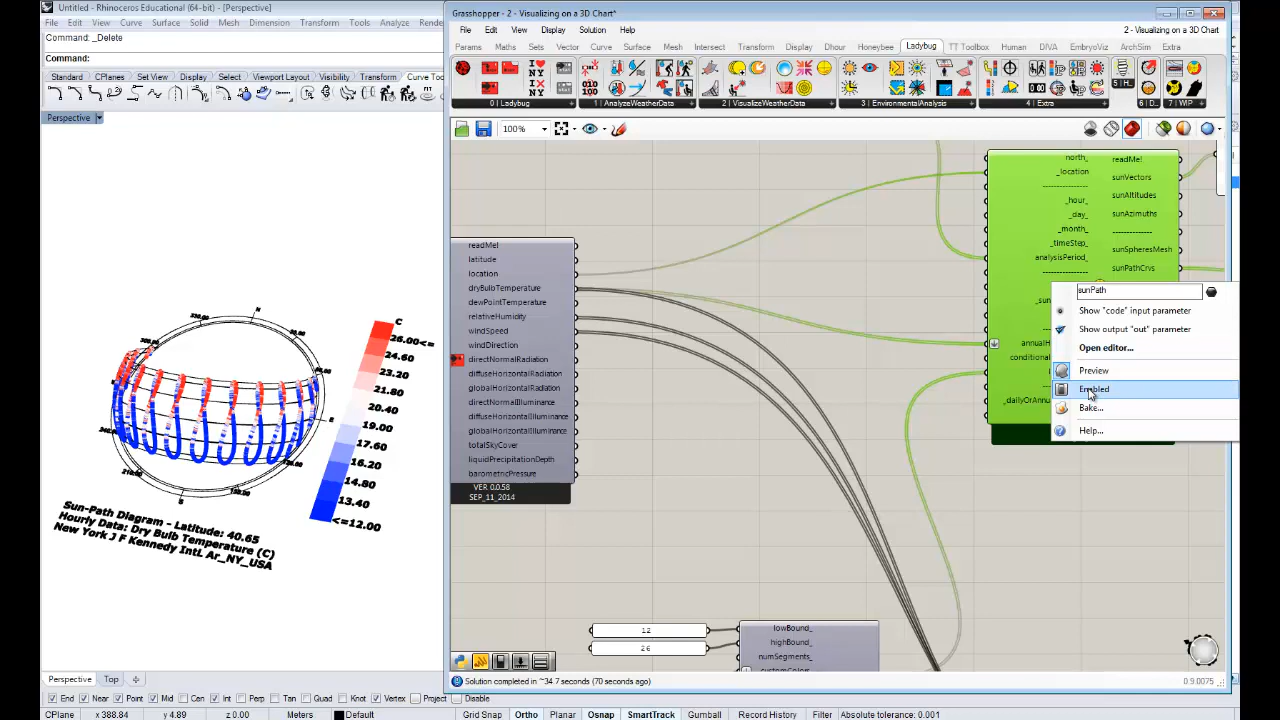 Untitled - Rhinoceros Educational (64-bit) - [Perspective]
File Edit View Curve Surface Solid Mesh Dimension Transform Tools Analyze Render
Command: _Delete
Command:
Standard CPlanes Set View Display Select Viewport Layout Visibility Transform Curve Too
Perspective
Sun-Path Diagram - Latitude: 40.65
Hourly Data: Dry Bulb Temperature (C)
New York J F Kennedy IntL Ar_NY_USA
C
26.00<=
24.60
23.20
21.80
20.40
19.00
17.60
16.20
14.80
13.40
<=12.00
Perspective Top
End Near Point Mid Cen Int Perp Tan Quad Knot Vertex Project Disable
CPlane x 388.84 y 4.89 z 0.00 Meters Default Grid Snap Ortho Planar Osnap SmartTrack Gumball Record History Filter Absolute tolerance: 0.001
Grasshopper - 2 - Visualizing on a 3D Chart*
File Edit View Display Solution Help
2 - Visualizing on a 3D Chart
Params Maths Sets Vector Curve Surface Mesh Intersect Transform Display Dhour Honeybee Ladybug TT Toolbox Human DIVA EmbryoViz ArchSim Extra
0 | Ladybug
1 | AnalyzeWeatherData
2 | VisualizeWeatherData
3 | EnvironmentalAnalysis
4 | Extra
5 | H..
6 | D..
7 | WIP
100%
readMe!
latitude
location
dryBulbTemperature
dewPointTemperature
relativeHumidity
windSpeed
windDirection
directNormalRadiation
diffuseHorizontalRadiation
globalHorizontalRadiation
directNormalIlluminance
diffuseHorizontalIlluminance
globalHorizontalIlluminance
totalSkyCover
liquidPrecipitationDepth
barometricPressure
VER 0.0.58
SEP_11_2014
north_
_location
---------------
_hour_
_day_
_month_
_timeStep_
analysisPeriod_
---------------
_su
annualH
conditional
_dailyOrAnnu
readMe!
sunVectors
sunAltitudes
sunAzimuths
-------------
sunSpheresMesh
sunPathCrvs
sunPath
Show "code" input parameter
Show output "out" parameter
Open editor...
Preview
Enabled
Bake...
Help...
12
26
lowBound_
highBound_
numSegments_
customColors_
Solution completed in ~34.7 seconds (70 seconds ago)
0.9.0075